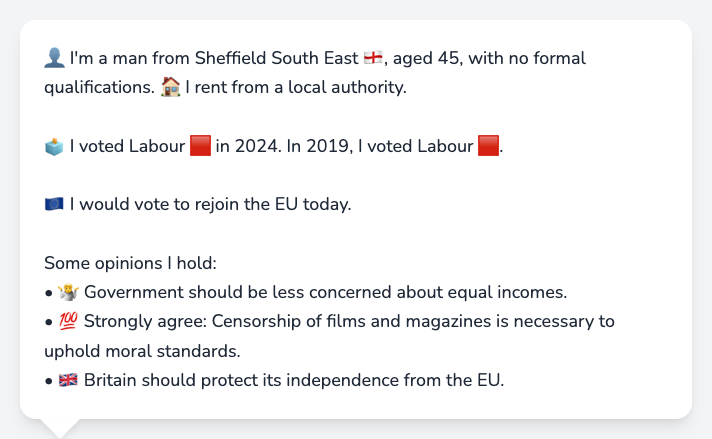 👤 I'm a man from Sheffield South East 🏴󠁧󠁢󠁥󠁮󠁧󠁿, aged 45, with no formal
qualifications. 🏠 I rent from a local authority.
🗳️ I voted Labour 🟥 in 2024. In 2019, I voted Labour 🟥.
🇪🇺 I would vote to rejoin the EU today.
Some opinions I hold:
• 🤷 Government should be less concerned about equal incomes.
• 💯 Strongly agree: Censorship of films and magazines is necessary to
uphold moral standards.
• 🇬🇧 Britain should protect its independence from the EU.